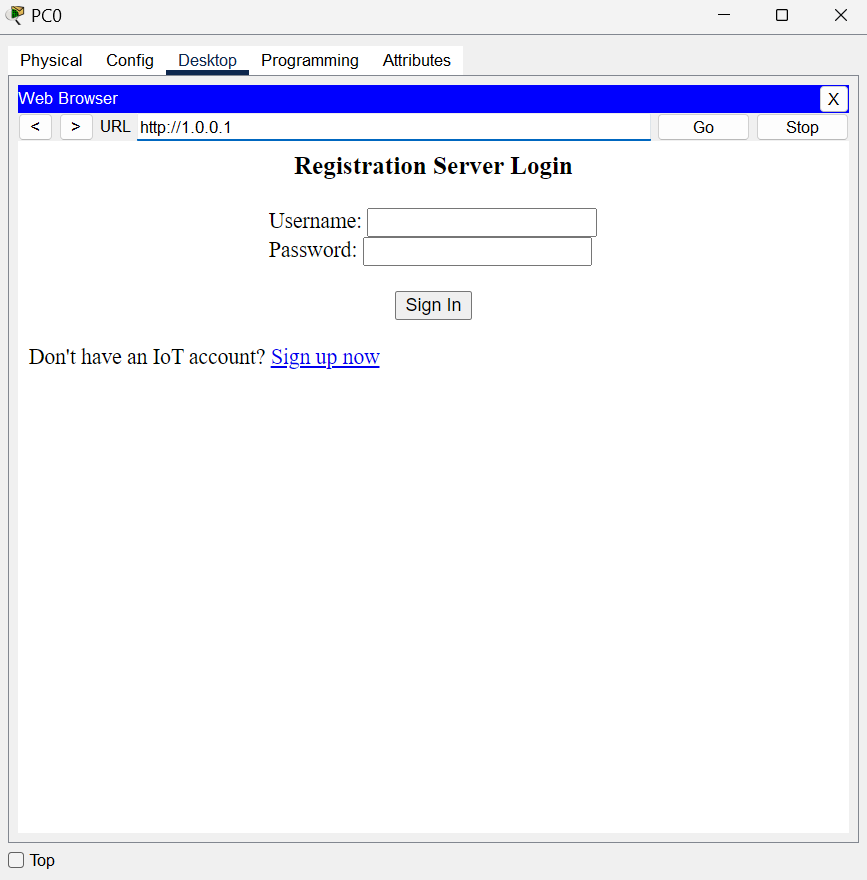 PC0
Physical Config Desktop Programming Attributes
Web Browser X
< > URL http://1.0.0.1 Go Stop
Registration Server Login
Username:
Password:
Sign In
Don't have an IoT account? Sign up now
Top